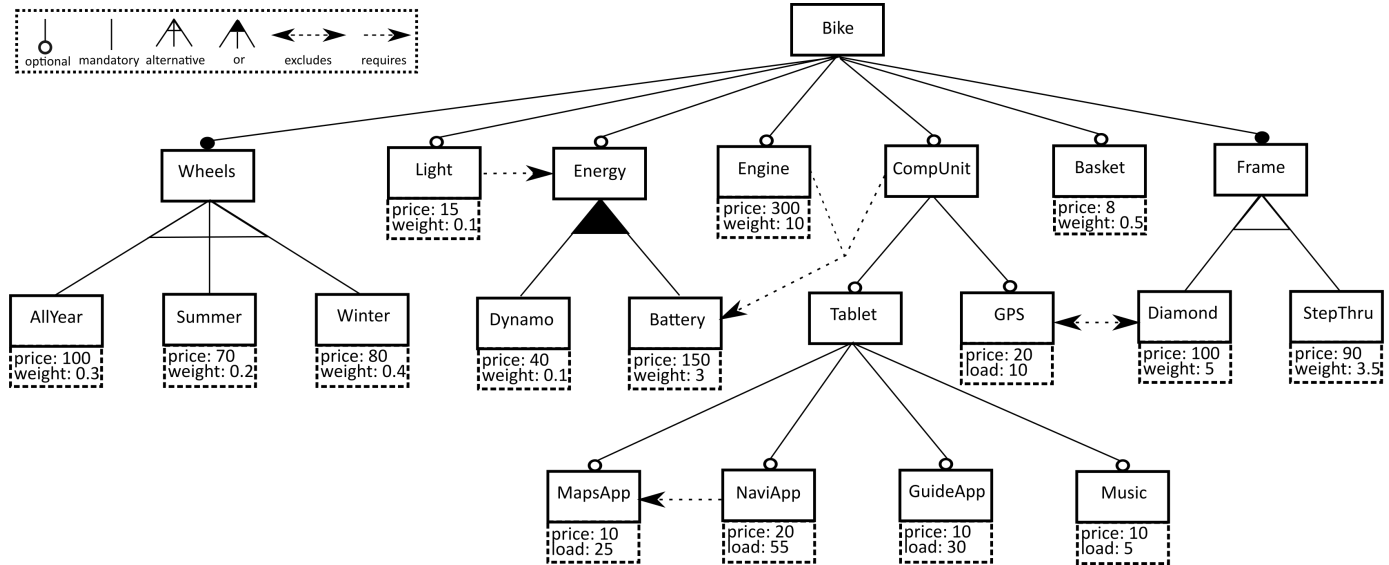 Bike
optional mandatory alternative or excludes requires
Wheels
Light
Energy
Engine
CompUnit
Basket
Frame
price: 15
weight: 0.1
price: 300
weight: 10
price: 8
weight: 0.5
AllYear
Summer
Winter
Dynamo
Battery
Tablet
GPS
Diamond
StepThru
price: 100
weight: 0.3
price: 70
weight: 0.2
price: 80
weight: 0.4
price: 40
weight: 0.1
price: 150
weight: 3
price: 20
load: 10
price: 100
weight: 5
price: 90
weight: 3.5
MapsApp
NaviApp
GuideApp
Music
price: 10
load: 25
price: 20
load: 55
price: 10
load: 30
price: 10
load: 5